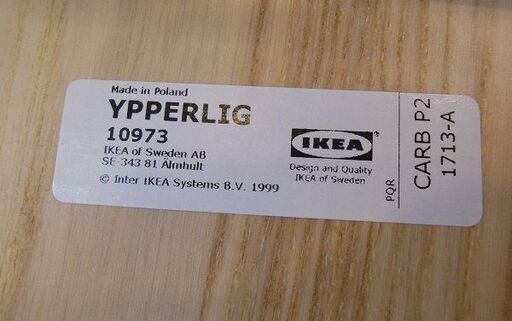 Made in Poland
YPPERLIG
10973
IKEA of Sweden AB
SE-343 81 Älmhult
© Inter IKEA Systems B.V. 1999
IKEA
Design and Quality
IKEA of Sweden
PQR
CARB P2
1713-A